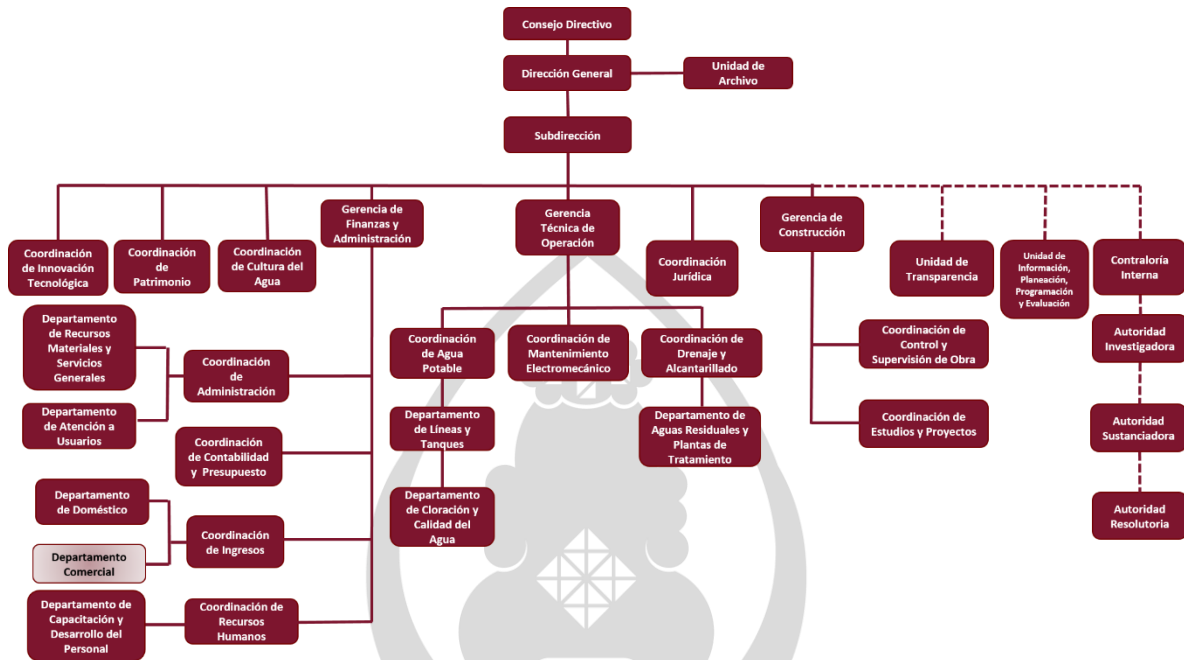 Consejo Directivo
Dirección General
Unidad de
Archivo
Subdirección
Coordinación
de Innovación
Tecnológica
Coordinación
de
Patrimonio
Coordinación
de Cultura del
Agua
Gerencia de
Finanzas y
Administración
Gerencia
Técnica de
Operación
Coordinación
Jurídica
Gerencia de
Construcción
Unidad de
Transparencia
Unidad de
Información,
Planeación,
Programación
y Evaluación
Contraloría
Interna
Departamento
de Recursos
Materiales y
Servicios
Generales
Departamento
de Atención a
Usuarios
Coordinación
de
Administración
Coordinación
de Contabilidad
y Presupuesto
Departamento
de Doméstico
Departamento
Comercial
Coordinación
de Ingresos
Departamento de
Capacitación y
Desarrollo del
Personal
Coordinación de
Recursos
Humanos
Coordinación
de Agua
Potable
Departamento
de Líneas y
Tanques
Departamento
de Cloración y
Calidad del
Agua
Coordinación de
Mantenimiento
Electromecánico
Coordinación de
Drenaje y
Alcantarillado
Departamento de
Aguas Residuales y
Plantas de
Tratamiento
Coordinación de
Control y
Supervisión de Obra
Coordinación de
Estudios y Proyectos
Autoridad
Investigadora
Autoridad
Sustanciadora
Autoridad
Resolutoria